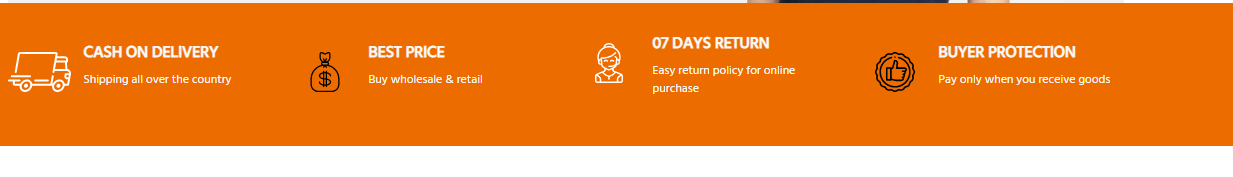 CASH ON DELIVERY
Shipping all over the country
BEST PRICE
Buy wholesale & retail
07 DAYS RETURN
Easy return policy for online
purchase
BUYER PROTECTION
Pay only when you receive goods